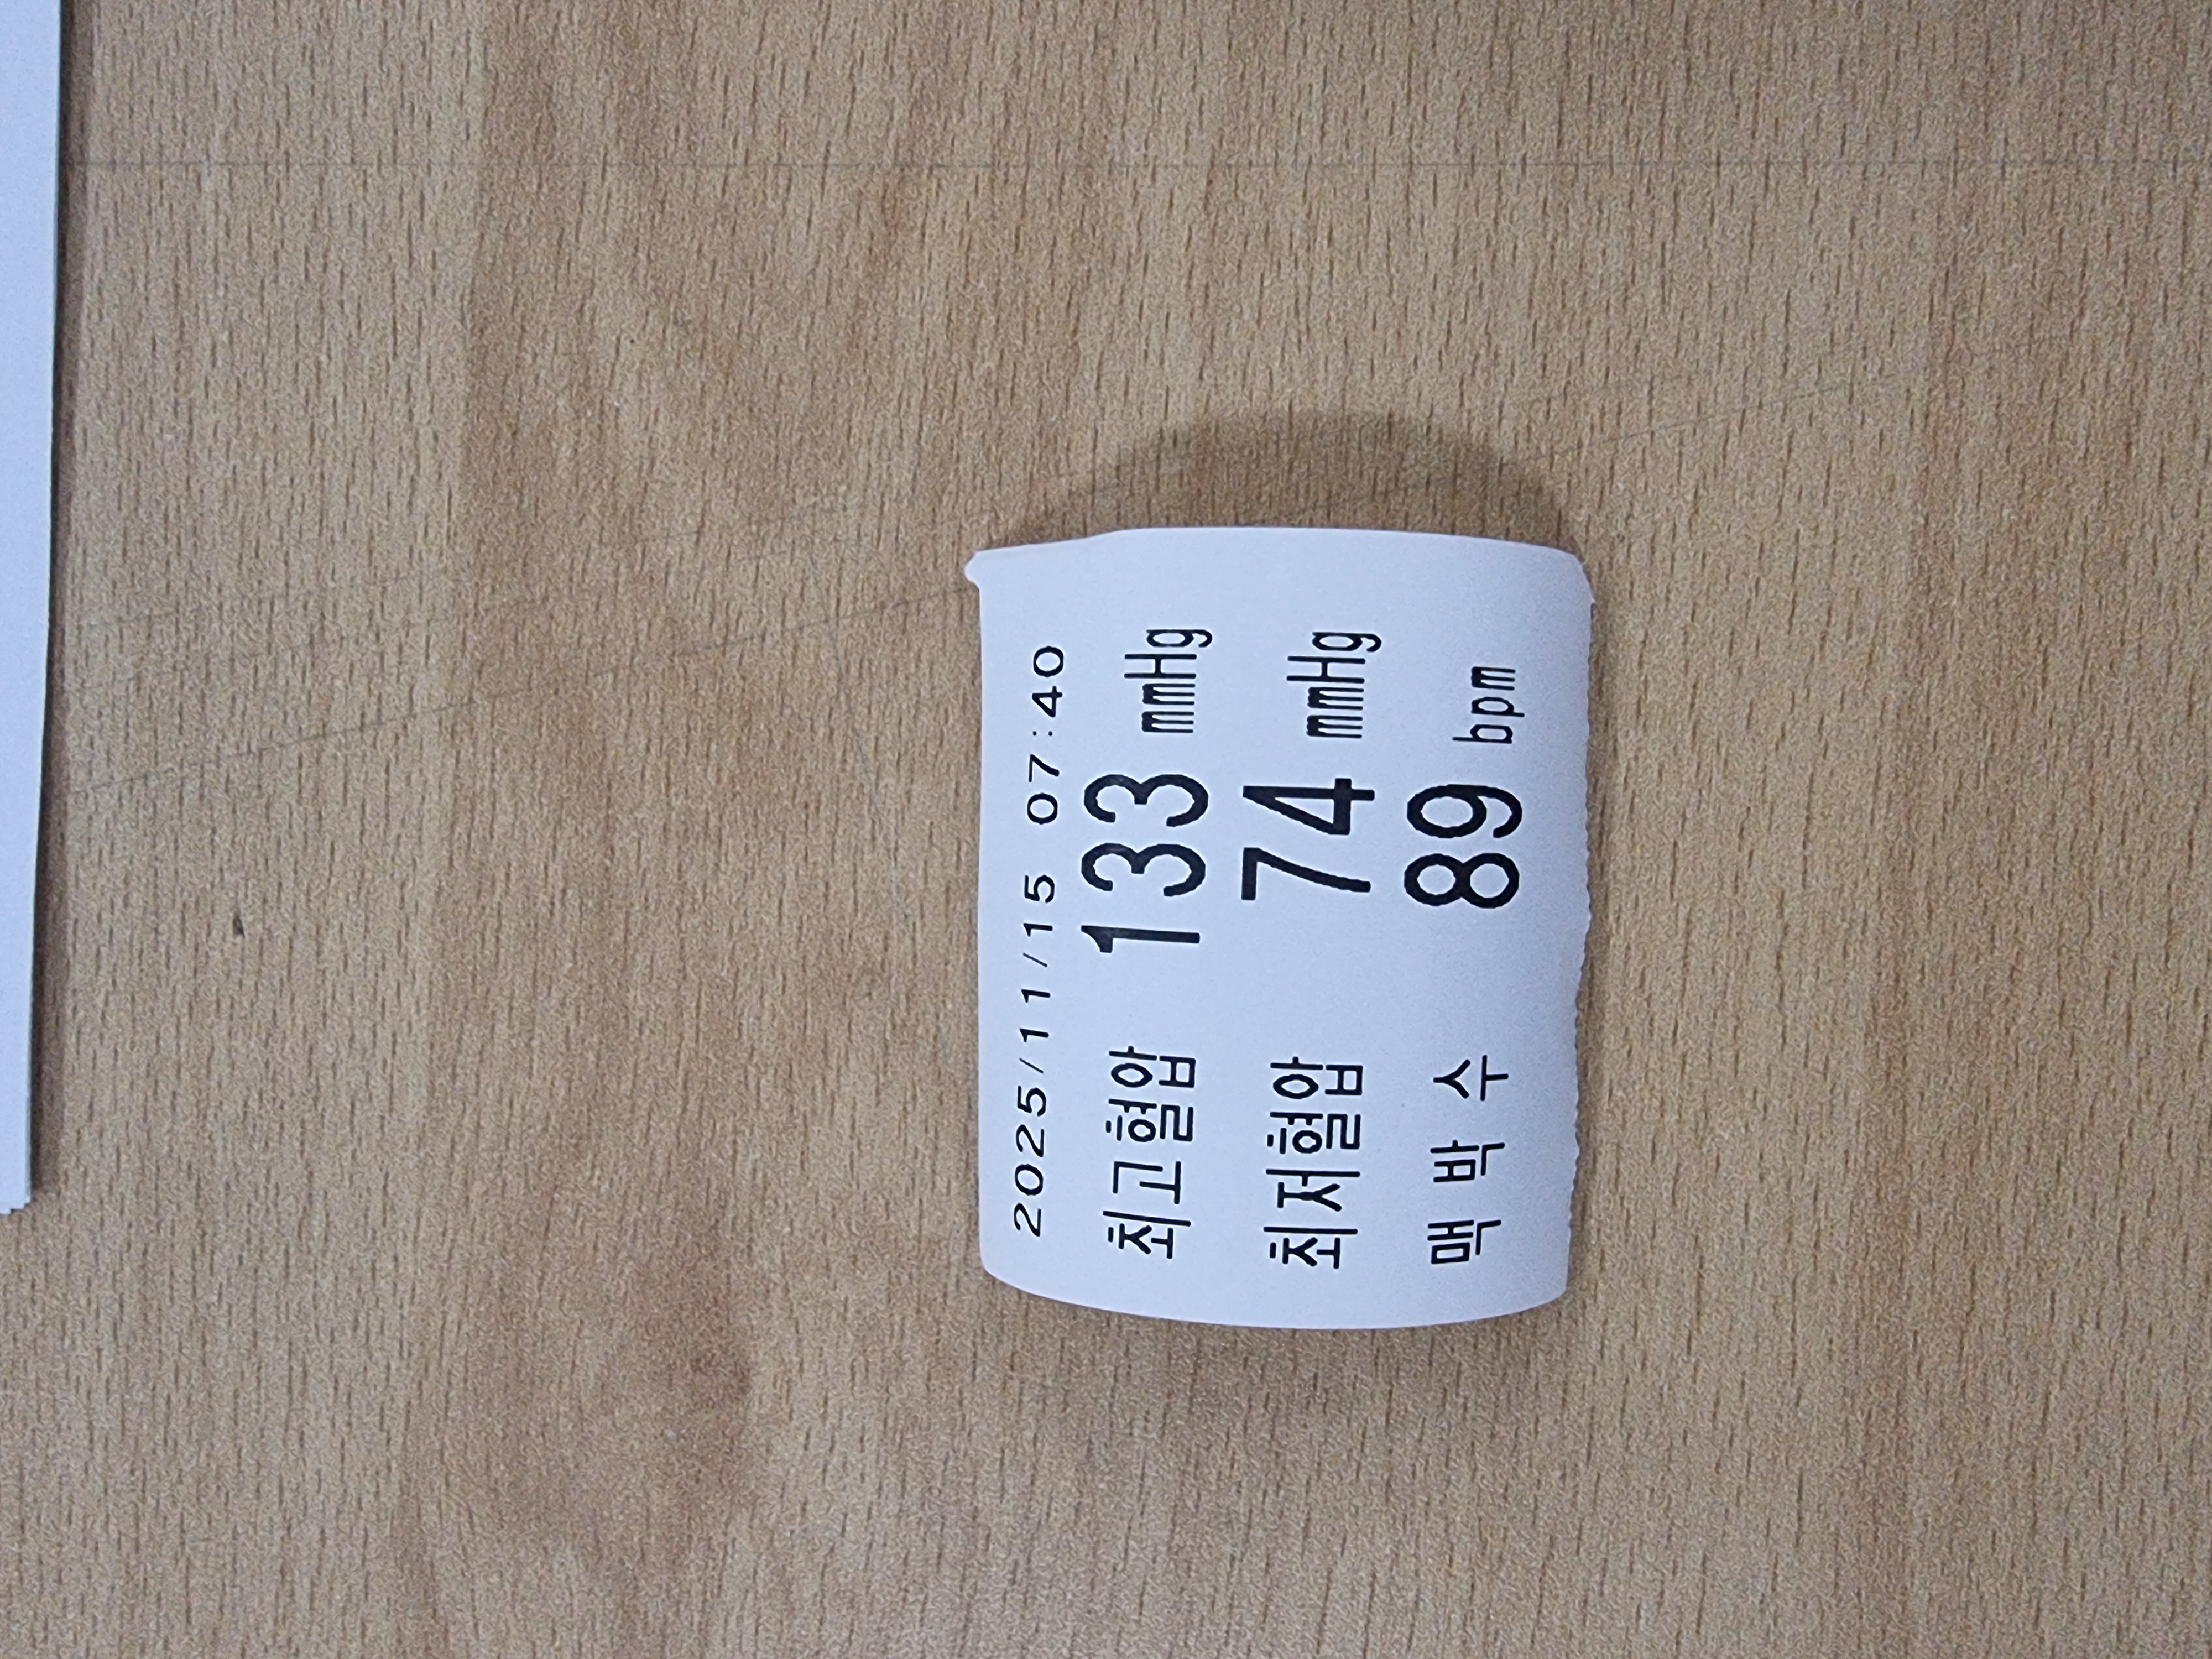 2025/11/15 07:40
최고혈압 133 mmHg
최저혈압 74 mmHg
맥 박 수 89 bpm